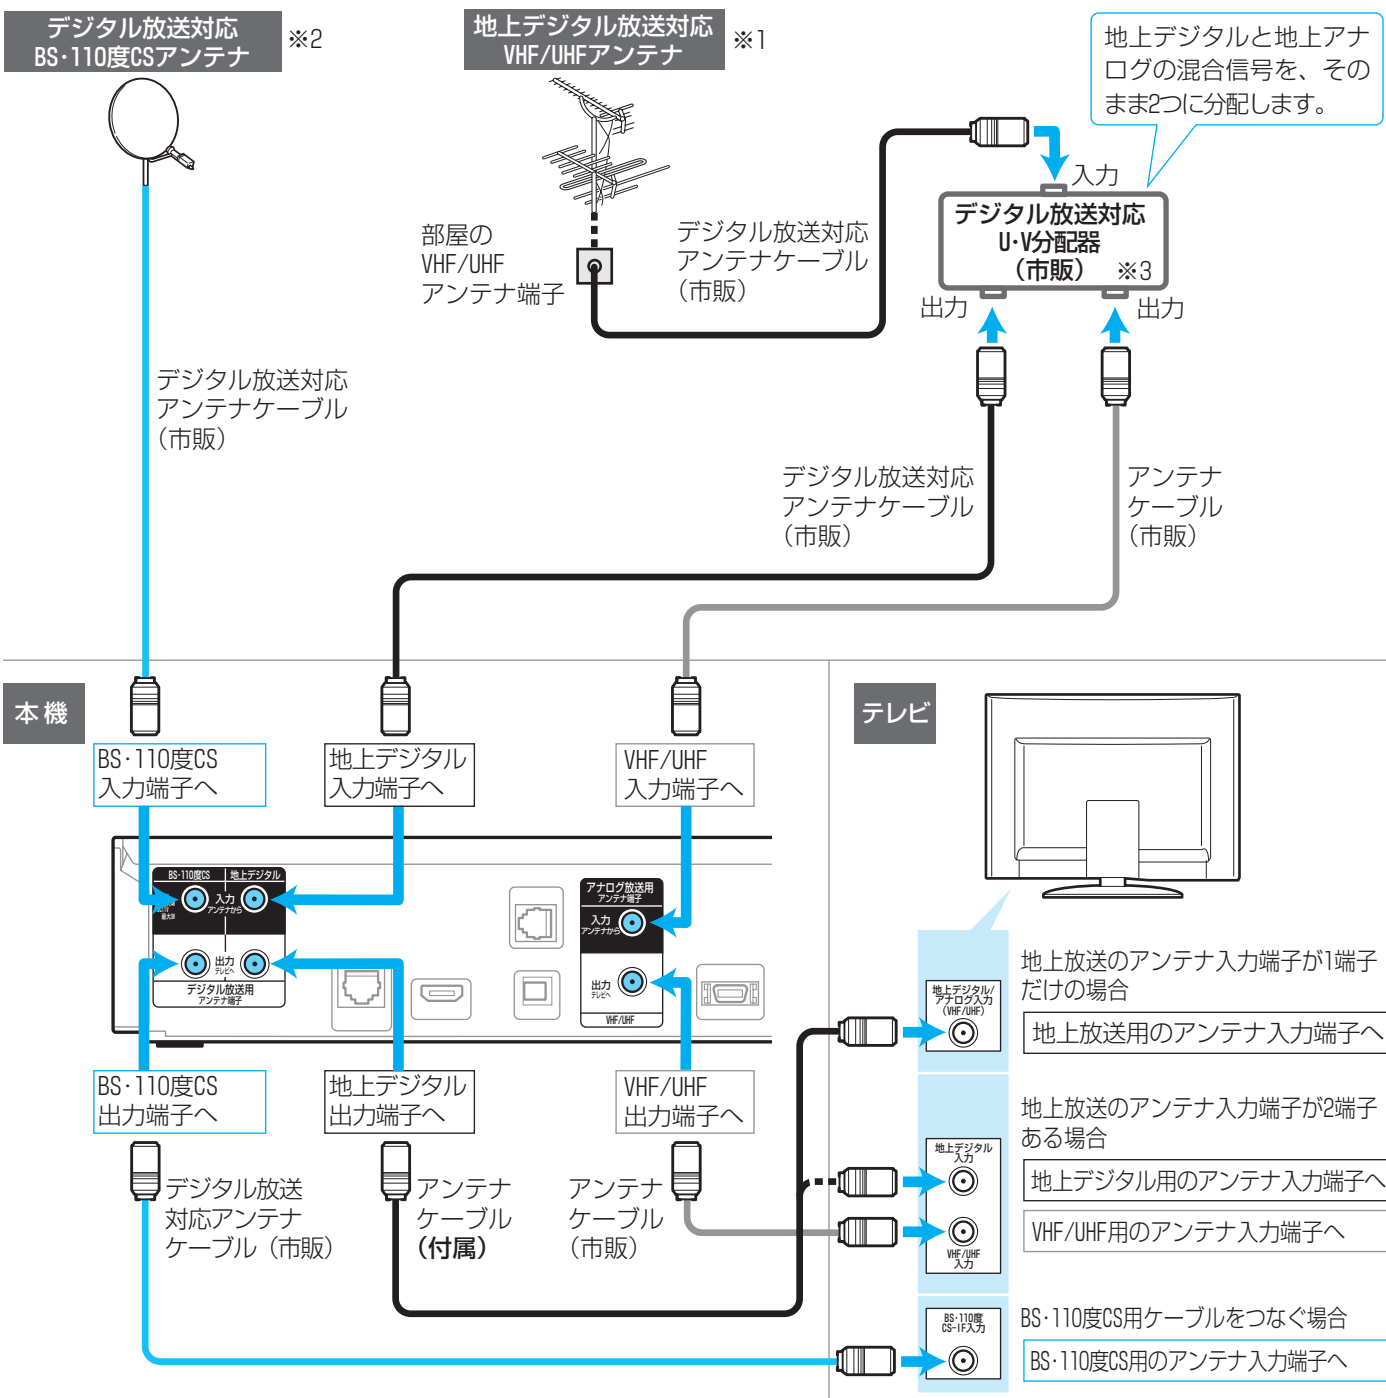 デジタル放送対応
BS･110度CSアンテナ
※2
地上デジタル放送対応
VHF/UHFアンテナ
※1
地上デジタルと地上アナ
ログの混合信号を、その
まま2つに分配します。
入力
デジタル放送対応
U･V分配器
（市販）
※3
出力
出力
部屋の
VHF/UHF
アンテナ端子
デジタル放送対応
アンテナケーブル
（市販）
デジタル放送対応
アンテナケーブル
（市販）
デジタル放送対応
アンテナケーブル
（市販）
アンテナ
ケーブル
（市販）
本機
BS･110度CS
入力端子へ
地上デジタル
入力端子へ
VHF/UHF
入力端子へ
BS･110度CS
地上デジタル
入力
アンテナから
最大3W
出力
テレビへ
デジタル放送用
アンテナ端子
アナログ放送用
アンテナ端子
入力
アンテナから
出力
テレビへ
VHF/UHF
BS･110度CS
出力端子へ
地上デジタル
出力端子へ
VHF/UHF
出力端子へ
デジタル放送
対応アンテナ
ケーブル（市販）
アンテナ
ケーブル
（付属）
アンテナ
ケーブル
（市販）
テレビ
地上放送のアンテナ入力端子が1端子
だけの場合
地上デジタル/
アナログ入力
（VHF/UHF）
地上放送用のアンテナ入力端子へ
地上放送のアンテナ入力端子が2端子
ある場合
地上デジタル
入力
地上デジタル用のアンテナ入力端子へ
VHF/UHF用のアンテナ入力端子へ
VHF/UHF
入力
BS･110度CS用ケーブルをつなぐ場合
BS･110度
CS-IF入力
BS･110度CS用のアンテナ入力端子へ